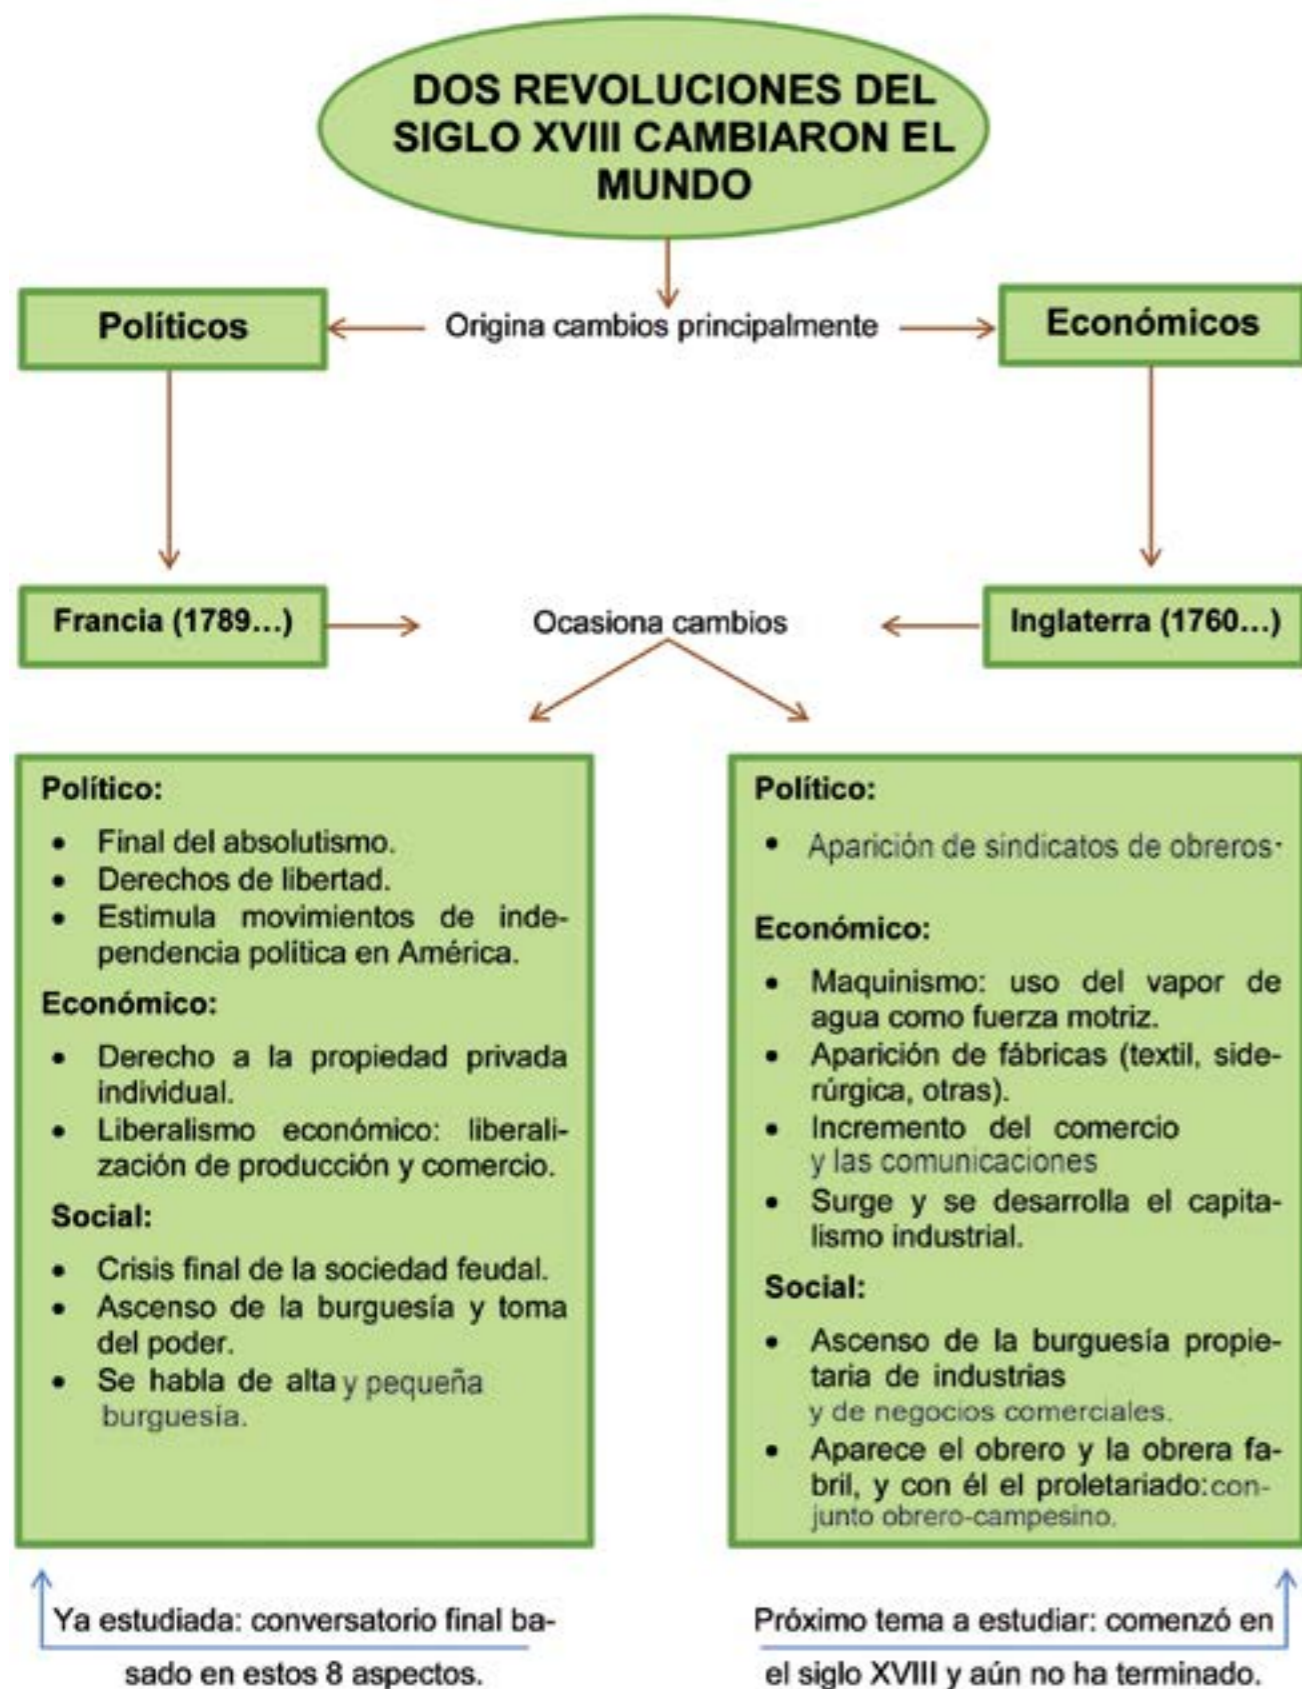 DOS REVOLUCIONES DEL
SIGLO XVIII CAMBIARON EL
MUNDO
Políticos
Origina cambios principalmente
Económicos
Francia (1789...)
Ocasiona cambios
Inglaterra (1760...)
Político:
• Final del absolutismo.
• Derechos de libertad.
• Estimula movimientos de inde-
pendencia política en América.
Económico:
• Derecho a la propiedad privada
individual.
• Liberalismo económico: liberali-
zación de producción y comercio.
Social:
• Crisis final de la sociedad feudal.
• Ascenso de la burguesía y toma
del poder.
• Se habla de alta y pequeña
burguesía.
Político:
• Aparición de sindicatos de obreros.
Económico:
• Maquinismo: uso del vapor de
agua como fuerza motriz.
• Aparición de fábricas (textil, side-
rúrgica, otras).
• Incremento del comercio
y las comunicaciones
• Surge y se desarrolla el capita-
lismo industrial.
Social:
• Ascenso de la burguesía propie-
taria de industrias
y de negocios comerciales.
• Aparece el obrero y la obrera fa-
bril, y con él el proletariado: con-
junto obrero-campesino.
Ya estudiada: conversatorio final ba-
sado en estos 8 aspectos.
Próximo tema a estudiar: comenzó en
el siglo XVIII y aún no ha terminado.